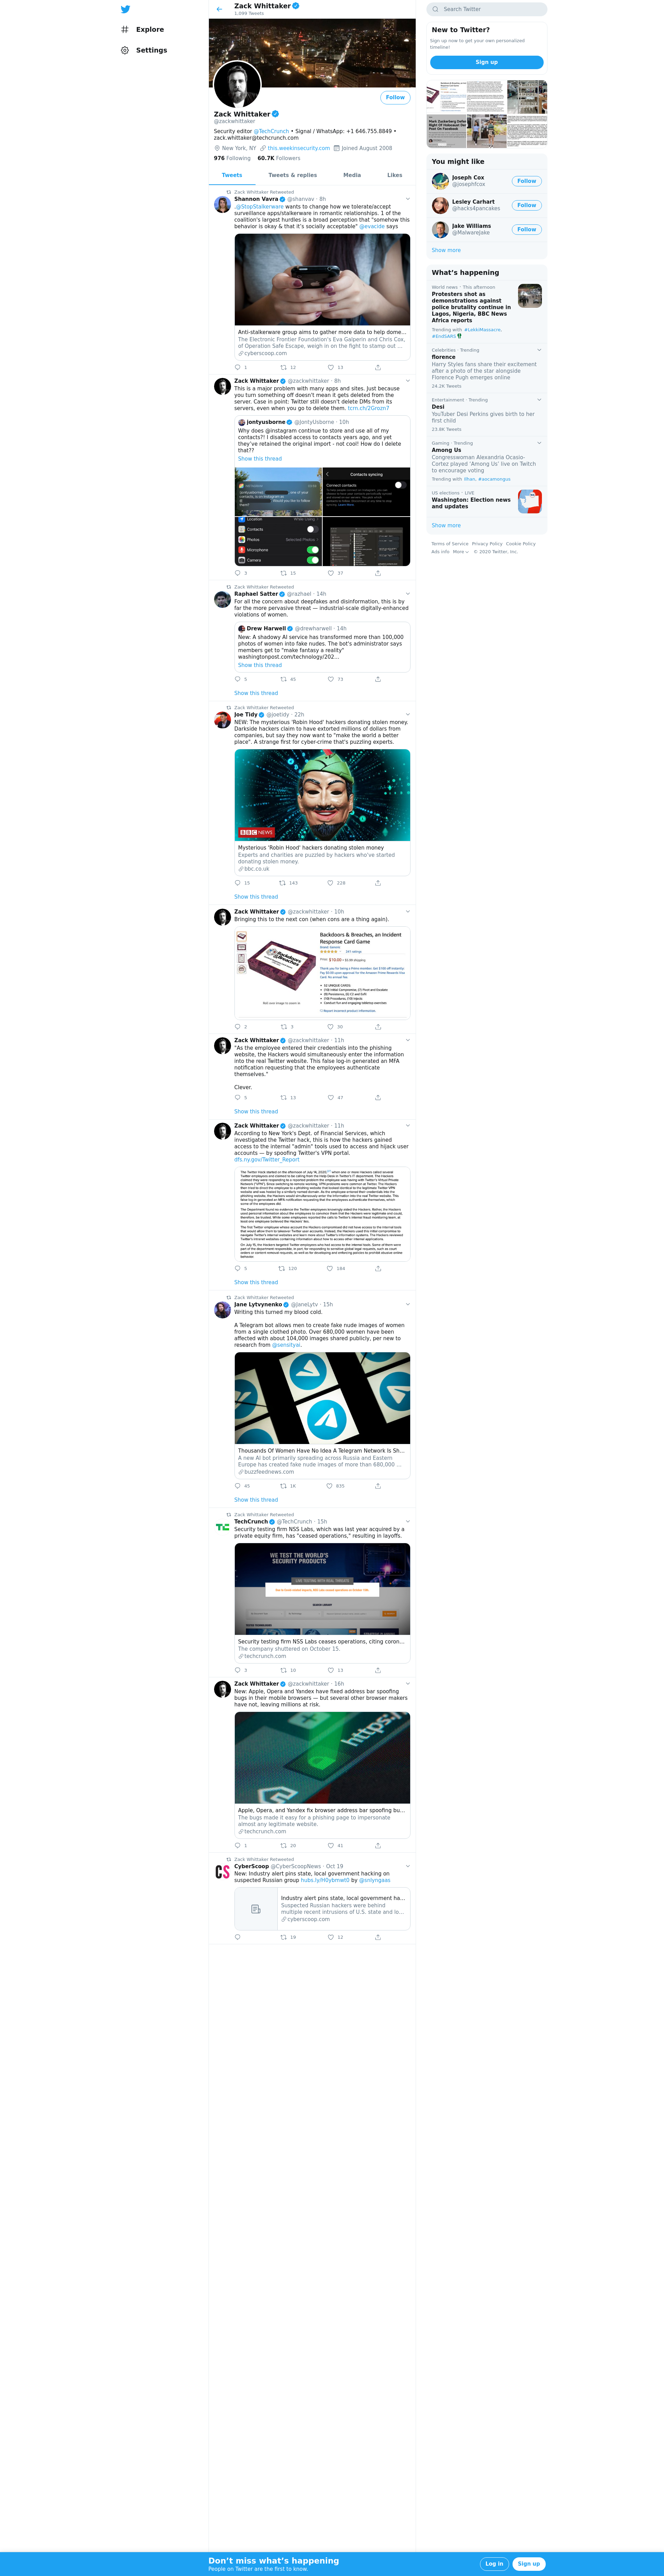 Explore
Settings
Zack Whittaker
1,099 Tweets
Follow
Zack Whittaker
@zackwhittaker
Security editor @TechCrunch • Signal / WhatsApp: +1 646.755.8849 •
zack.whittaker@techcrunch.com
New York, NY this.weekinsecurity.com Joined August 2008
976 Following 60.7K Followers
Tweets Tweets & replies Media Likes
Zack Whittaker Retweeted
Shannon Vavra @shanvav · 8h
.@StopStalkerware wants to change how we tolerate/accept
surveillance apps/stalkerware in romantic relationships. 1 of the
coalition's largest hurdles is a broad perception that "somehow this
behavior is okay & that it's socially acceptable" @evacide says
Anti-stalkerware group aims to gather more data to help dome...
The Electronic Frontier Foundation's Eva Galperin and Chris Cox,
of Operation Safe Escape, weigh in on the fight to stamp out ...
cyberscoop.com
1 12 13
Zack Whittaker @zackwhittaker · 8h
This is a major problem with many apps and sites. Just because
you turn something off doesn't mean it gets deleted from the
server. Case in point: Twitter still doesn't delete DMs from its
servers, even when you go to delete them. tcrn.ch/2Grozn7
jontyusborne @JontyUsborne · 10h
Why does @instagram continue to store and use all of my
contacts?! I disabled access to contacts years ago, and yet
they've retained the original import - not cool! How do I delete
that??
Show this thread
Contacts syncing
Connect contacts
Location
Contacts
Photos
Microphone
Camera
3 15 37
Zack Whittaker Retweeted
Raphael Satter @razhael · 14h
For all the concern about deepfakes and disinformation, this is by
far the more pervasive threat — industrial-scale digitally-enhanced
violations of women.
Drew Harwell @drewharwell · 14h
New: A shadowy AI service has transformed more than 100,000
photos of women into fake nudes. The bot's administrator says
members get to "make fantasy a reality"
washingtonpost.com/technology/202...
Show this thread
5 45 73
Show this thread
Zack Whittaker Retweeted
Joe Tidy @joetidy · 22h
NEW: The mysterious 'Robin Hood' hackers donating stolen money.
Darkside hackers claim to have extorted millions of dollars from
companies, but say they now want to "make the world a better
place". A strange first for cyber-crime that's puzzling experts.
BBC NEWS
Mysterious 'Robin Hood' hackers donating stolen money
Experts and charities are puzzled by hackers who've started
donating stolen money.
bbc.co.uk
15 143 228
Show this thread
Zack Whittaker @zackwhittaker · 10h
Bringing this to the next con (when cons are a thing again).
Backdoors & Breaches, an Incident
Response Card Game
Roll over image to zoom in
2 3 30
Zack Whittaker @zackwhittaker · 11h
"As the employee entered their credentials into the phishing
website, the Hackers would simultaneously enter the information
into the real Twitter website. This false log-in generated an MFA
notification requesting that the employees authenticate
themselves."
Clever.
5 13 47
Show this thread
Zack Whittaker @zackwhittaker · 11h
According to New York's Dept. of Financial Services, which
investigated the Twitter hack, this is how the hackers gained
access to the internal "admin" tools used to access and hijack user
accounts — by spoofing Twitter's VPN portal.
dfs.ny.gov/Twitter_Report
5 120 184
Show this thread
Zack Whittaker Retweeted
Jane Lytvynenko @JaneLytv · 15h
Writing this turned my blood cold.
A Telegram bot allows men to create fake nude images of women
from a single clothed photo. Over 680,000 women have been
affected with about 104,000 images shared publicly, per new to
research from @sensityai.
Thousands Of Women Have No Idea A Telegram Network Is Sh...
A new AI bot primarily spreading across Russia and Eastern
Europe has created fake nude images of more than 680,000 ...
buzzfeednews.com
45 1K 635
Show this thread
Zack Whittaker Retweeted
TechCrunch @TechCrunch · 15h
Security testing firm NSS Labs, which was last year acquired by a
private equity firm, has "ceased operations," resulting in layoffs.
WE TEST THE WORLD'S
SECURITY PRODUCTS
Security testing firm NSS Labs ceases operations, citing coron...
The company shuttered on October 15.
techcrunch.com
3 10 13
Zack Whittaker @zackwhittaker · 16h
New: Apple, Opera and Yandex have fixed address bar spoofing
bugs in their mobile browsers — but several other browser makers
have not, leaving millions at risk.
https:/
Apple, Opera, and Yandex fix browser address bar spoofing bu...
The bugs made it easy for a phishing page to impersonate
almost any legitimate website.
techcrunch.com
1 20 41
Zack Whittaker Retweeted
CS
CyberScoop @CyberScoopNews · Oct 19
New: Industry alert pins state, local government hacking on
suspected Russian group hubs.ly/H0ybmwf0 by @snlyngaas
Industry alert pins state, local government ha...
Suspected Russian hackers were behind
multiple recent intrusions of U.S. state and lo...
cyberscoop.com
19 12
Search Twitter
New to Twitter?
Sign up now to get your own personalized
timeline!
Sign up
You might like
Joseph Cox
@josephfcox
Follow
Lesley Carhart
@hacks4pancakes
Follow
Jake Williams
@MalwareJake
Follow
Show more
What's happening
World news · This afternoon
Protesters shot as
demonstrations against
police brutality continue in
Lagos, Nigeria, BBC News
Africa reports
Trending with #LekkiMassacre,
#EndSARS
Celebrities · Trending
florence
Harry Styles fans share their excitement
after a photo of the star alongside
Florence Pugh emerges online
24.2K Tweets
Entertainment · Trending
Desi
YouTuber Desi Perkins gives birth to her
first child
23.8K Tweets
Gaming · Trending
Among Us
Congresswoman Alexandria Ocasio-
Cortez played 'Among Us' live on Twitch
to encourage voting
Trending with Ilhan, #aocamongus
US elections · LIVE
Washington: Election news
and updates
Show more
Terms of Service Privacy Policy Cookie Policy
Ads info More © 2020 Twitter, Inc.
Don't miss what's happening
People on Twitter are the first to know.
Log in
Sign up